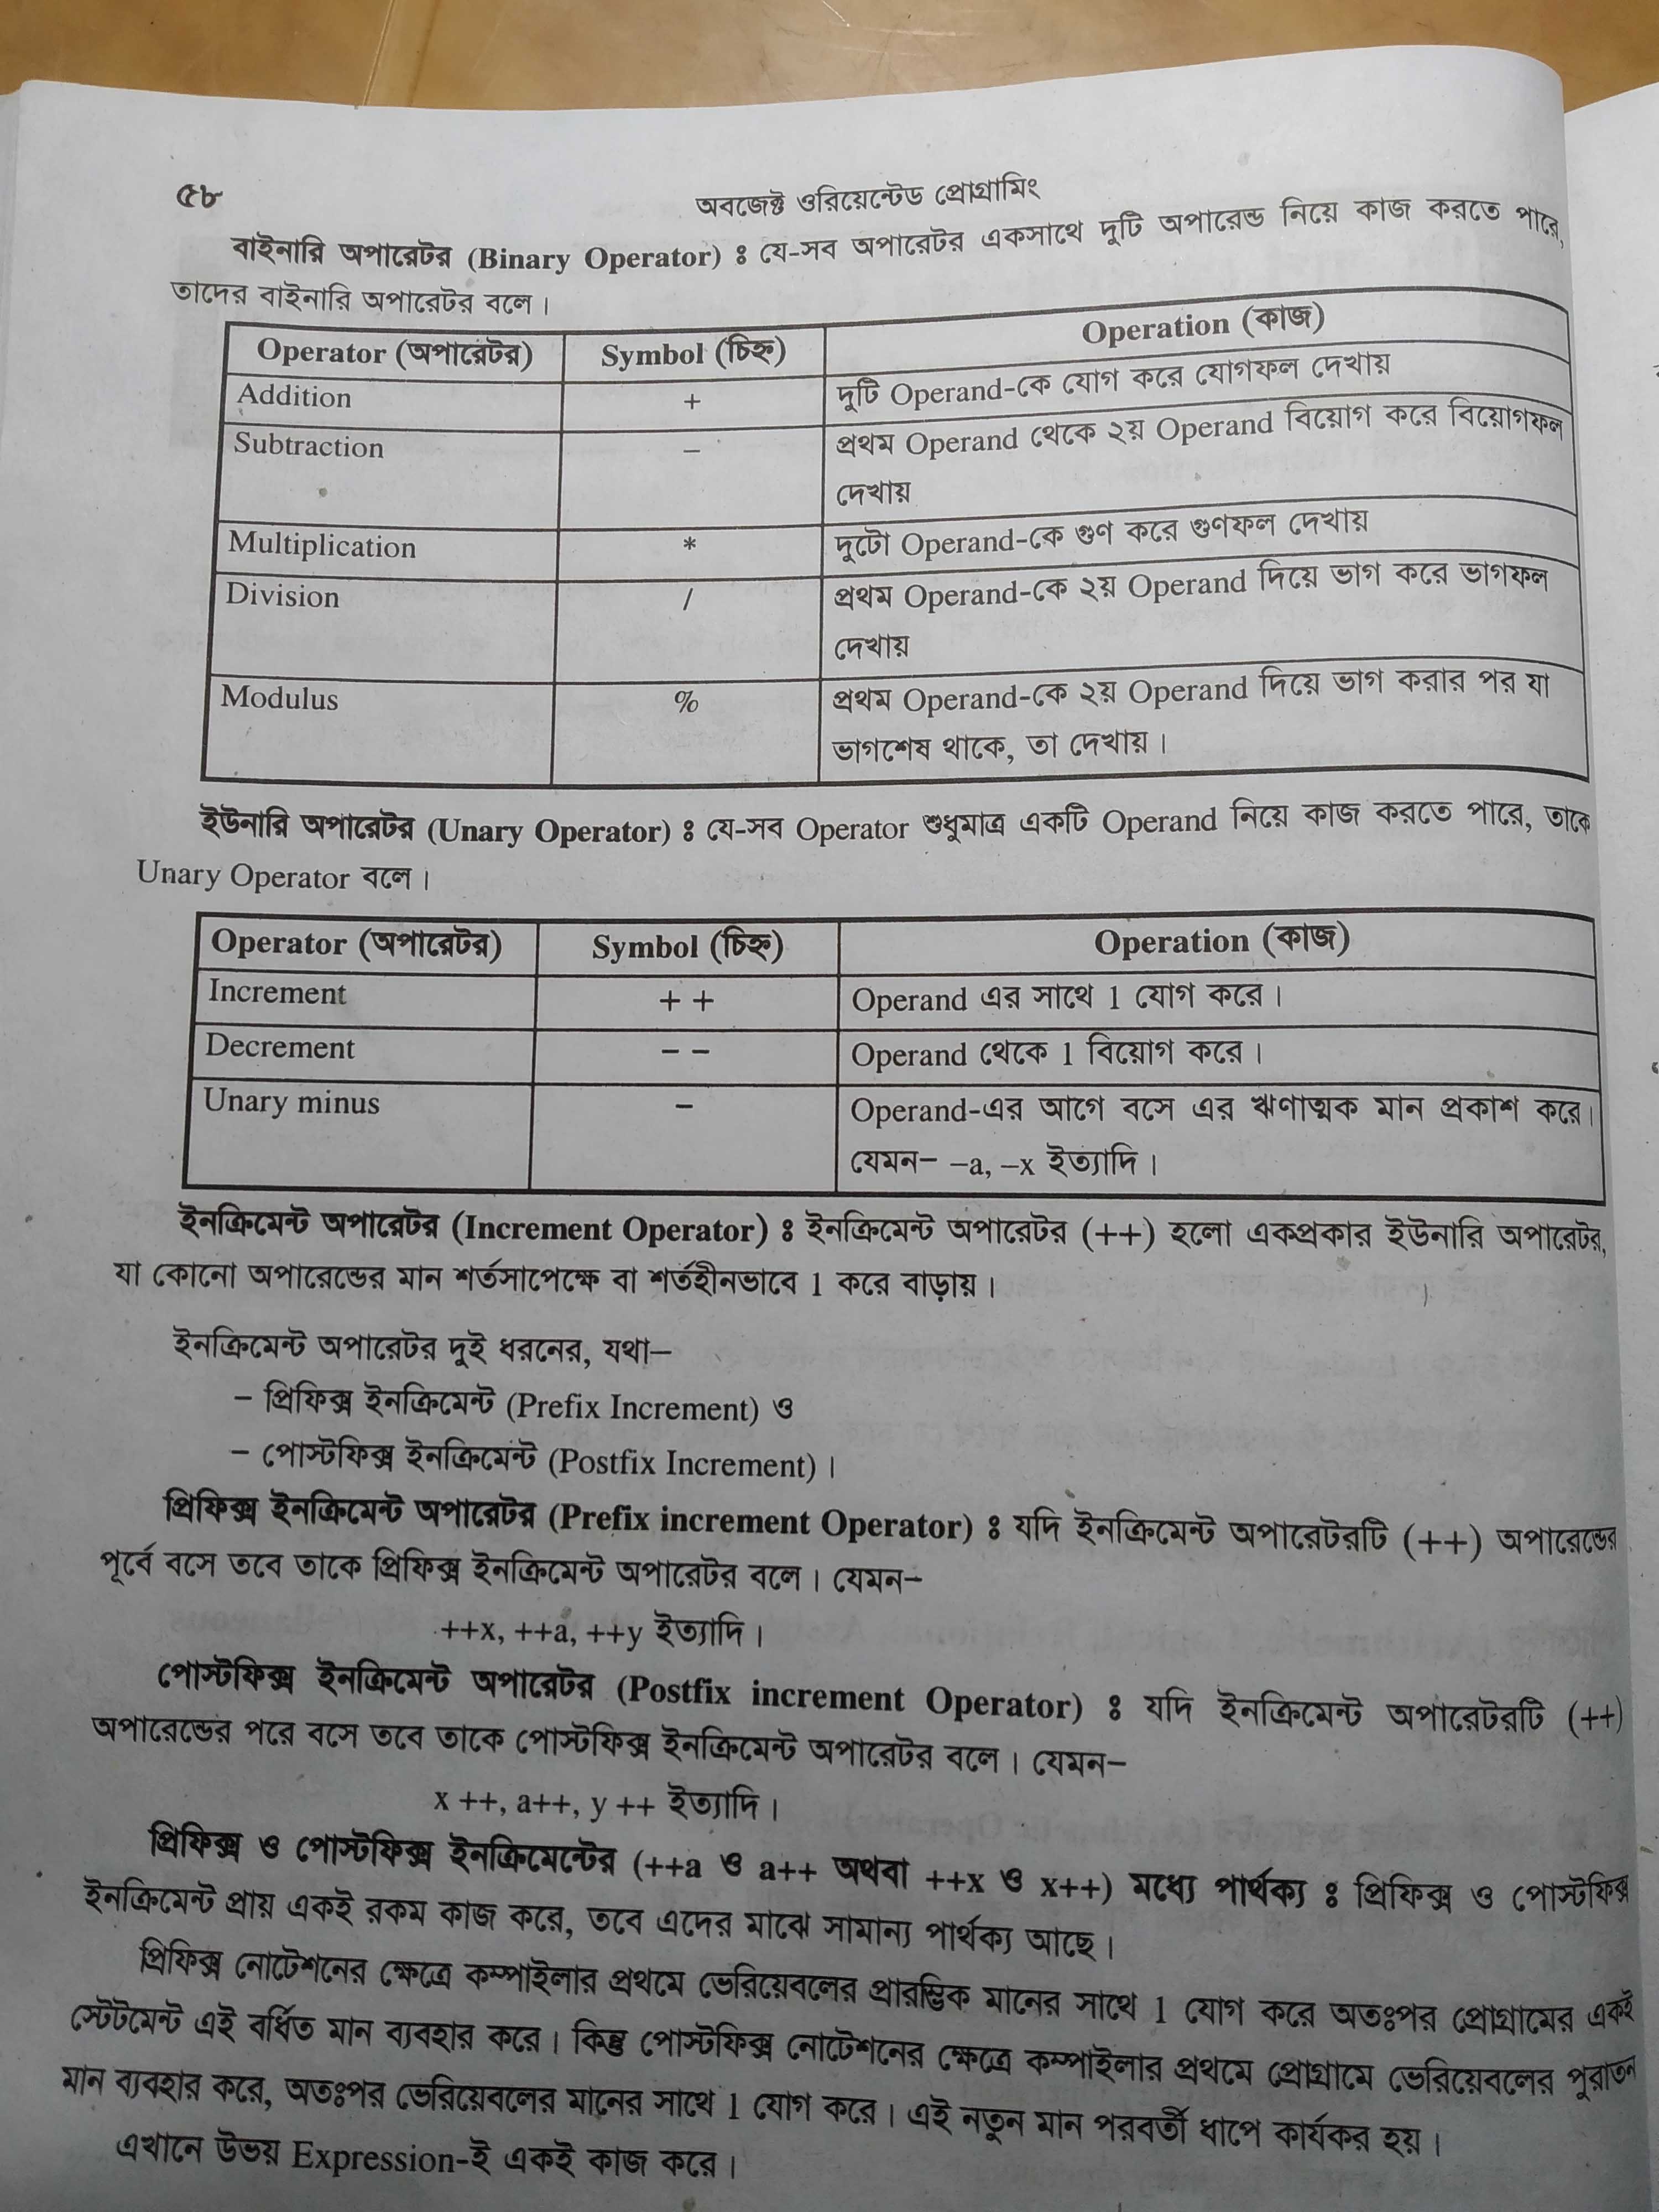 ৫৮
অবজেক্ট ওরিয়েন্টেড প্রোগ্রামিং
বাইনারি অপারেটর (Binary Operator) ঃ যে-সব অপারেটর একসাথে দুটি অপারেন্ড নিয়ে কাজ করতে পারে,
তাদের বাইনারি অপারেটর বলে।
Operator (অপারেটর) Symbol (চিহ্ন) Operation (কাজ)
Addition + দুটি Operand-কে যোগ করে যোগফল দেখায়
Subtraction – প্রথম Operand থেকে ২য় Operand বিয়োগ করে বিয়োগফল
দেখায়
Multiplication * দুটো Operand-কে গুণ করে গুণফল দেখায়
Division / প্রথম Operand-কে ২য় Operand দিয়ে ভাগ করে ভাগফল
দেখায়
Modulus % প্রথম Operand-কে ২য় Operand দিয়ে ভাগ করার পর যা
ভাগশেষ থাকে, তা দেখায়।
ইউনারি অপারেটর (Unary Operator) ঃ যে-সব Operator শুধুমাত্র একটি Operand নিয়ে কাজ করতে পারে, তাকে
Unary Operator বলে।
Operator (অপারেটর) Symbol (চিহ্ন) Operation (কাজ)
Increment + + Operand এর সাথে 1 যোগ করে।
Decrement – – Operand থেকে 1 বিয়োগ করে।
Unary minus – Operand-এর আগে বসে এর ঋণাত্মক মান প্রকাশ করে।
যেমন– –a, –x ইত্যাদি।
ইনক্রিমেন্ট অপারেটর (Increment Operator) ঃ ইনক্রিমেন্ট অপারেটর (++) হলো একপ্রকার ইউনারি অপারেটর,
যা কোনো অপারেন্ডের মান শর্তসাপেক্ষে বা শর্তহীনভাবে 1 করে বাড়ায়।
ইনক্রিমেন্ট অপারেটর দুই ধরনের, যথা–
– প্রিফিক্স ইনক্রিমেন্ট (Prefix Increment) ও
– পোস্টফিক্স ইনক্রিমেন্ট (Postfix Increment)।
প্রিফিক্স ইনক্রিমেন্ট অপারেটর (Prefix increment Operator) ঃ যদি ইনক্রিমেন্ট অপারেটরটি (++) অপারেন্ডের
পূর্বে বসে তবে তাকে প্রিফিক্স ইনক্রিমেন্ট অপারেটর বলে। যেমন–
++x, ++a, ++y ইত্যাদি।
পোস্টফিক্স ইনক্রিমেন্ট অপারেটর (Postfix increment Operator) ঃ যদি ইনক্রিমেন্ট অপারেটরটি (++)
অপারেন্ডের পরে বসে তবে তাকে পোস্টফিক্স ইনক্রিমেন্ট অপারেটর বলে। যেমন–
x ++, a++, y ++ ইত্যাদি।
প্রিফিক্স ও পোস্টফিক্স ইনক্রিমেন্টের (++a ও a++ অথবা ++x ও x++) মধ্যে পার্থক্য ঃ প্রিফিক্স ও পোস্টফিক্স
ইনক্রিমেন্ট প্রায় একই রকম কাজ করে, তবে এদের মাঝে সামান্য পার্থক্য আছে।
প্রিফিক্স নোটেশনের ক্ষেত্রে কম্পাইলার প্রথমে ভেরিয়েবলের প্রারম্ভিক মানের সাথে 1 যোগ করে অতঃপর প্রোগ্রামের একই
স্টেটমেন্ট এই বর্ধিত মান ব্যবহার করে। কিন্তু পোস্টফিক্স নোটেশনের ক্ষেত্রে কম্পাইলার প্রথমে প্রোগ্রামে ভেরিয়েবলের পুরাতন
মান ব্যবহার করে, অতঃপর ভেরিয়েবলের মানের সাথে 1 যোগ করে। এই নতুন মান পরবর্তী ধাপে কার্যকর হয়।
এখানে উভয় Expression-ই একই কাজ করে।